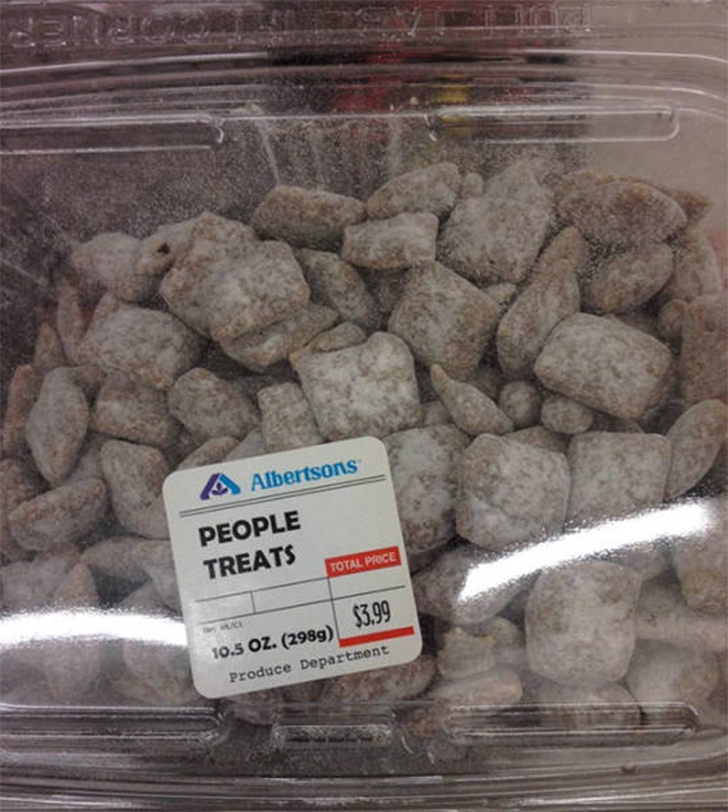 Albertsons
PEOPLE
TREATS
TOTAL PRICE
$3.99
10.5 OZ. (298g)
Produce Department